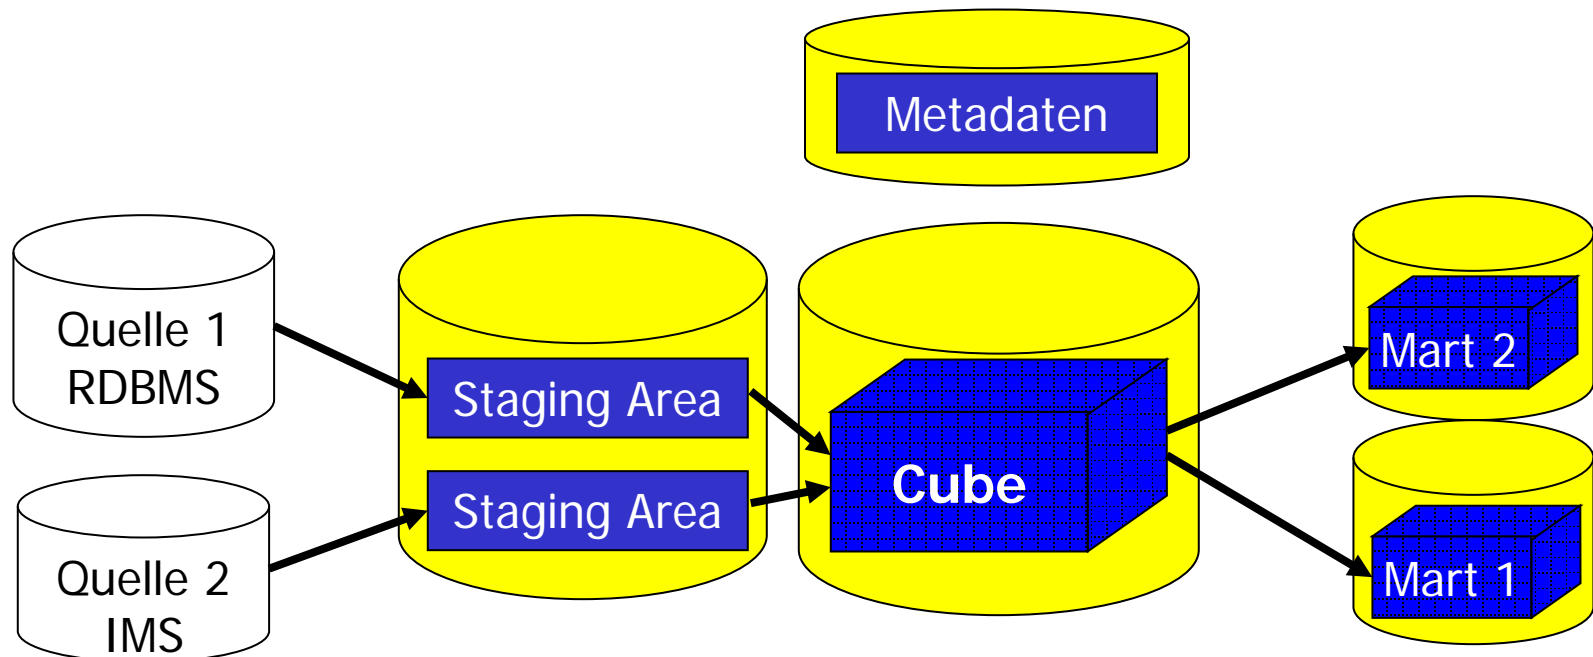 Metadaten
Quelle 1
RDBMS
Staging Area
Cube
Mart 2
Quelle 2
IMS
Staging Area
Mart 1